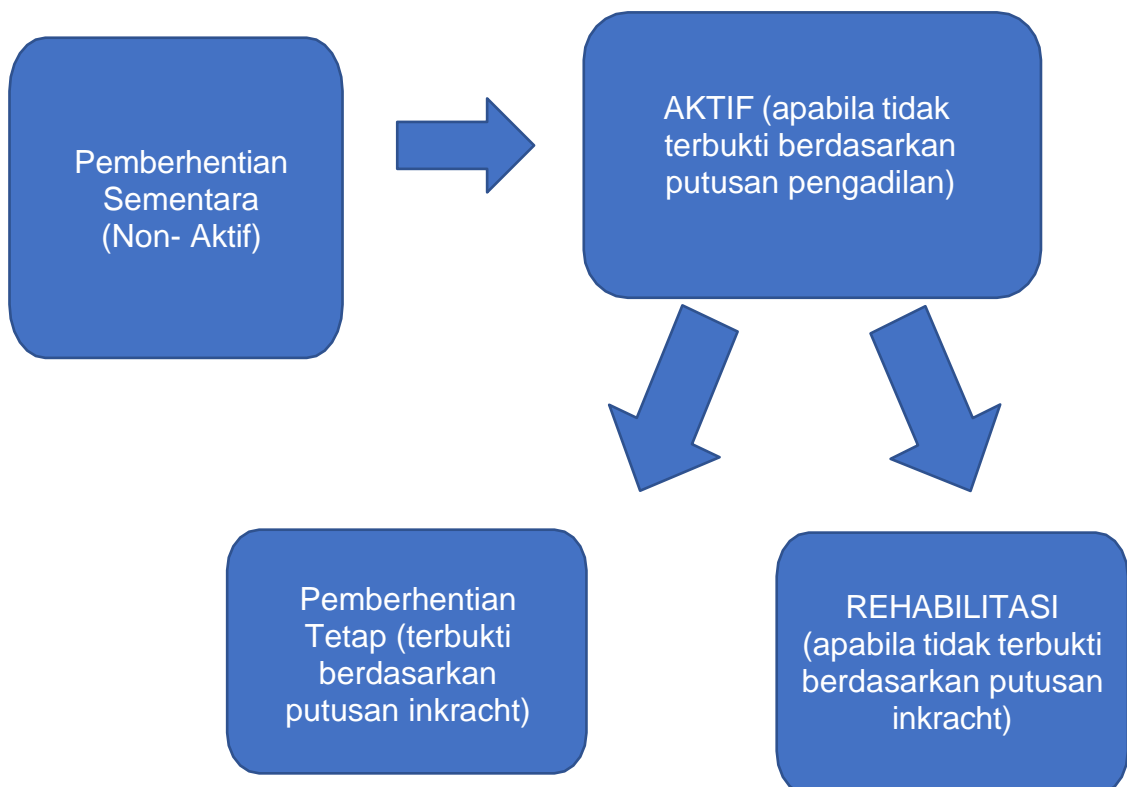 Pemberhentian
Sementara
(Non- Aktif)
AKTIF (apabila tidak
terbukti berdasarkan
putusan pengadilan)
Pemberhentian
Tetap (terbukti
berdasarkan
putusan inkracht)
REHABILITASI
(apabila tidak terbukti
berdasarkan putusan
inkracht)